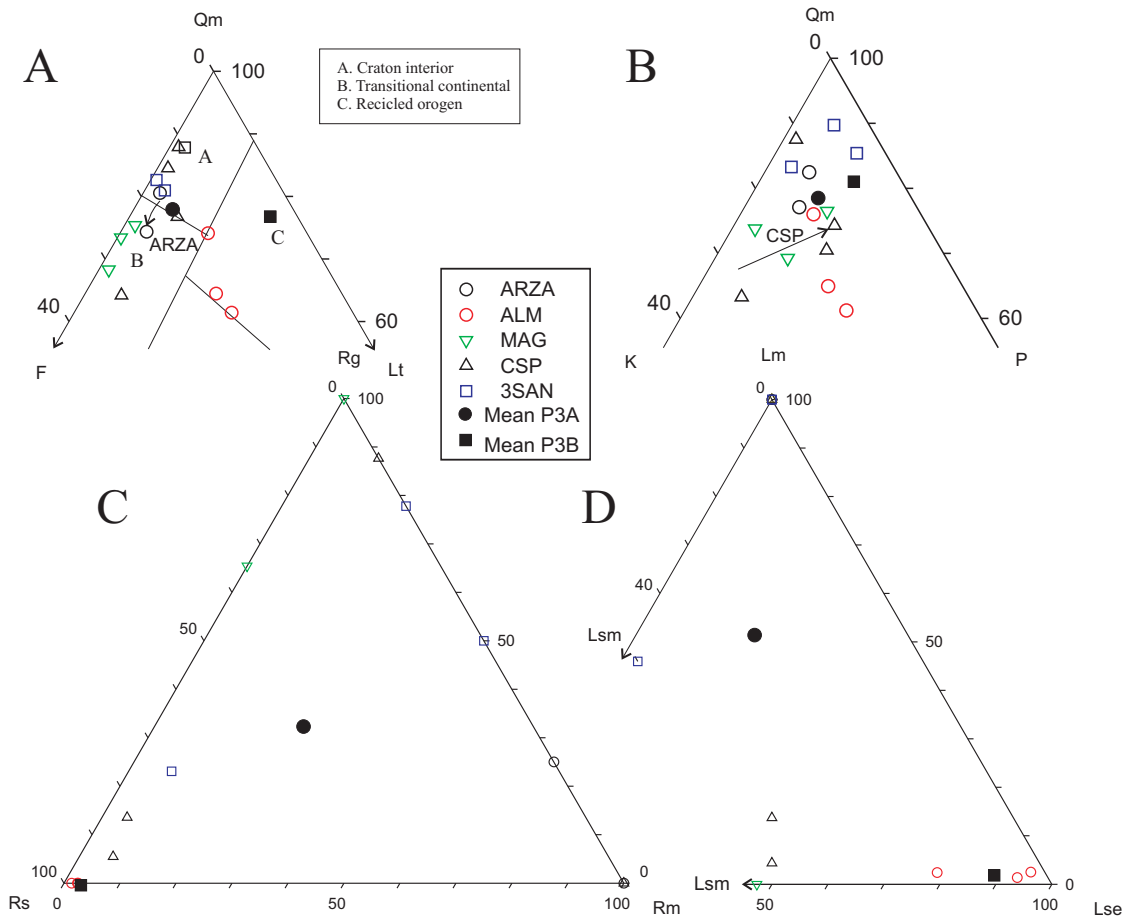 A
Qm
0
100
A. Craton interior
B. Transitional continental
C. Recicled orogen
A
C
ARZA
B
40
60
F
Lt
B
Qm
0
100
CSP
40
60
K
P
ARZA
ALM
MAG
CSP
3SAN
Mean P3A
Mean P3B
C
Rg
0
100
50
50
100
0
Rs
0
50
100
Rm
D
Lm
0
100
40
Lsm
50
Lsm
0
50
100
Lse